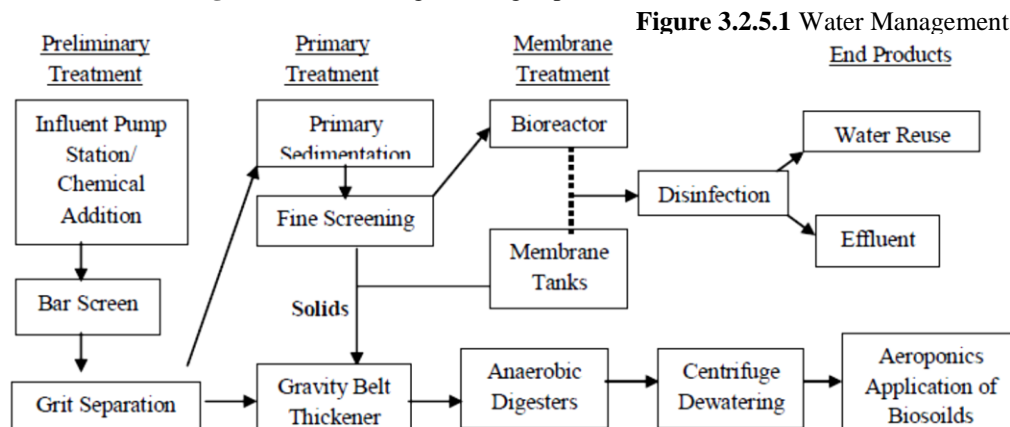 Figure 3.2.5.1 Water Management
Preliminary
Treatment
Primary
Treatment
Membrane
Treatment
End Products
Influent Pump
Station/
Chemical
Addition
Primary
Sedimentation
Bioreactor
Water Reuse
Disinfection
Fine Screening
Effluent
Membrane
Tanks
Bar Screen
Solids
Grit Separation
Gravity Belt
Thickener
Anaerobic
Digesters
Centrifuge
Dewatering
Aeroponics
Application of
Biosoilds